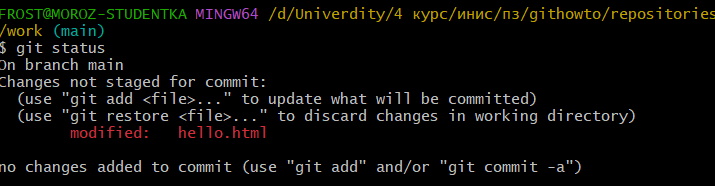 FROST@MOROZ-STUDENTKA MINGW64 /d/Univerdity/4 курс/инис/пз/githowto/repositories
/work (main)
$ git status
On branch main
Changes not staged for commit:
  (use "git add <file>..." to update what will be committed)
  (use "git restore <file>..." to discard changes in working directory)
        modified:   hello.html
no changes added to commit (use "git add" and/or "git commit -a")